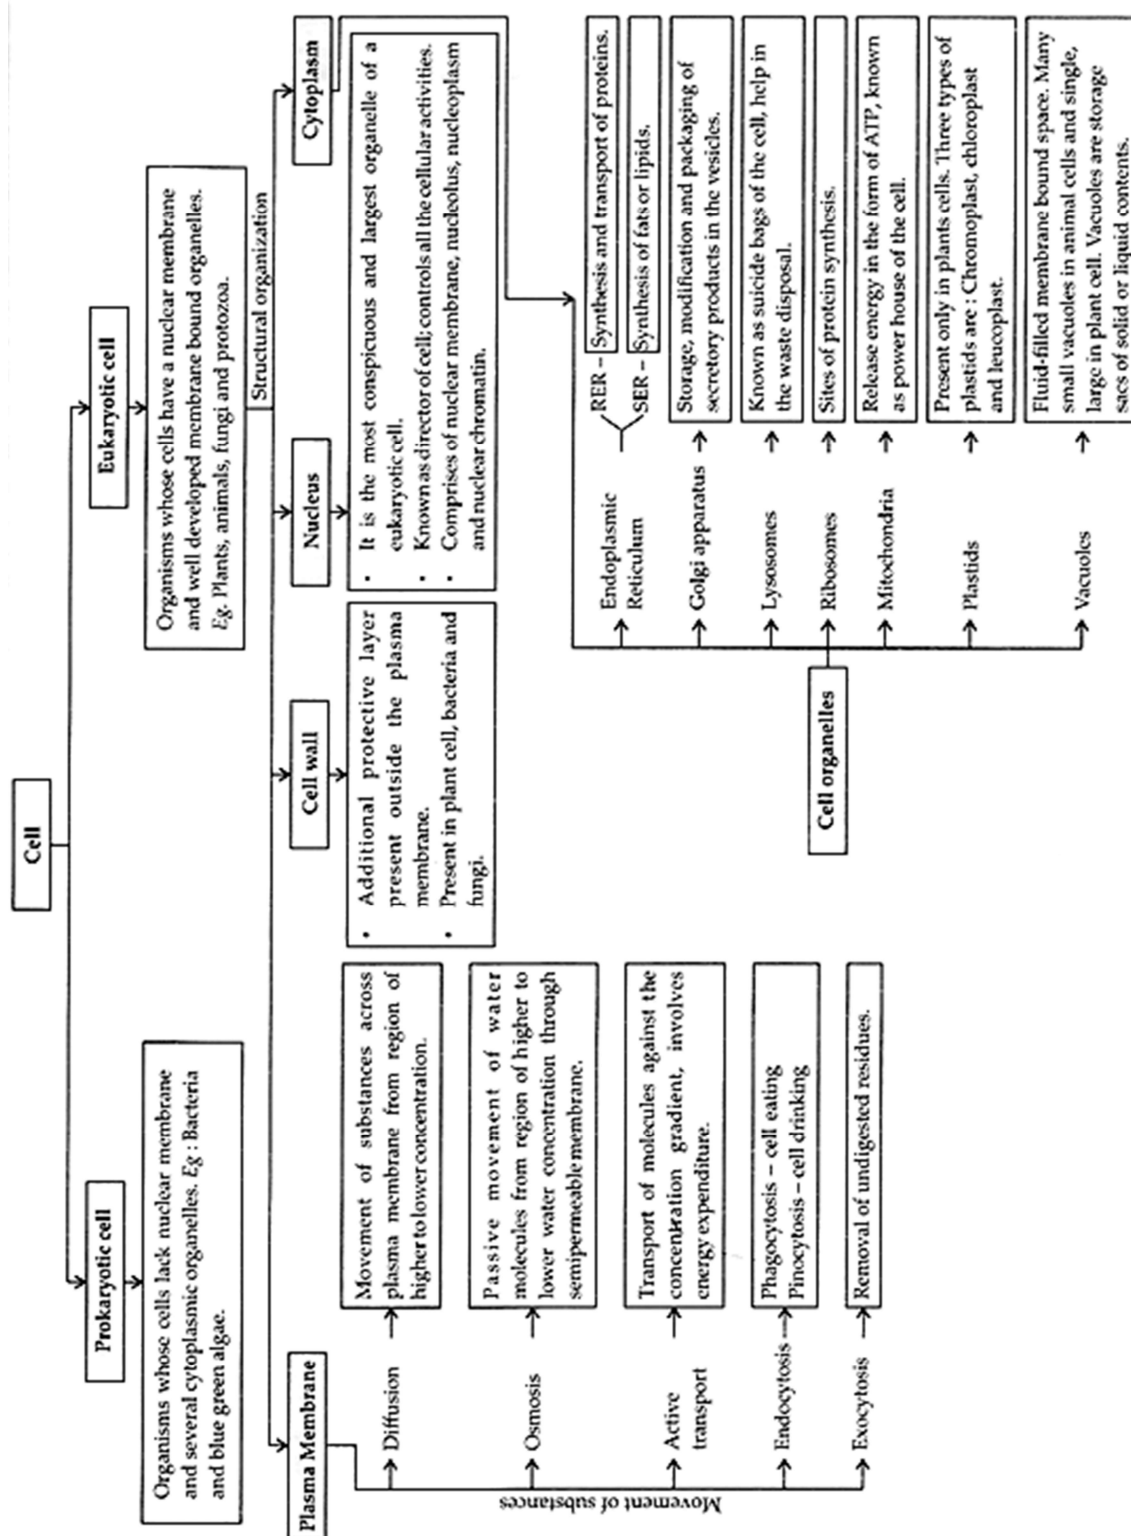 Cell
Prokaryotic cell
Organisms whose cells lack nuclear membrane
and several cytoplasmic organelles. Eg : Bacteria
and blue green algae.
Eukaryotic cell
Organisms whose cells have a nuclear membrane
and well developed membrane bound organelles.
Eg. Plants, animals, fungi and protozoa.
Structural organization
Plasma Membrane
Movement of substances
Diffusion
Movement of substances across
plasma membrane from region of
higher to lower concentration.
Osmosis
Passive movement of water
molecules from region of higher to
lower water concentration through
semipermeable membrane.
Active
transport
Transport of molecules against the
concentration gradient, involves
energy expenditure.
Endocytosis
Phagocytosis – cell eating
Pinocytosis – cell drinking
Exocytosis
Removal of undigested residues.
Cell wall
• Additional protective layer
present outside the plasma
membrane.
• Present in plant cell, bacteria and
fungi.
Nucleus
• It is the most conspicuous and largest organelle of a
eukaryotic cell.
• Known as director of cell; controls all the cellular activities.
• Comprises of nuclear membrane, nucleolus, nucleoplasm
and nuclear chromatin.
Cytoplasm
Cell organelles
Endoplasmic
Reticulum
RER – Synthesis and transport of proteins.
SER – Synthesis of fats or lipids.
Golgi apparatus
Storage, modification and packaging of
secretory products in the vesicles.
Lysosomes
Known as suicide bags of the cell, help in
the waste disposal.
Ribosomes
Sites of protein synthesis.
Mitochondria
Release energy in the form of ATP, known
as power house of the cell.
Plastids
Present only in plants cells. Three types of
plastids are : Chromoplast, chloroplast
and leucoplast.
Vacuoles
Fluid-filled membrane bound space. Many
small vacuoles in animal cells and single,
large in plant cell. Vacuoles are storage
sacs of solid or liquid contents.